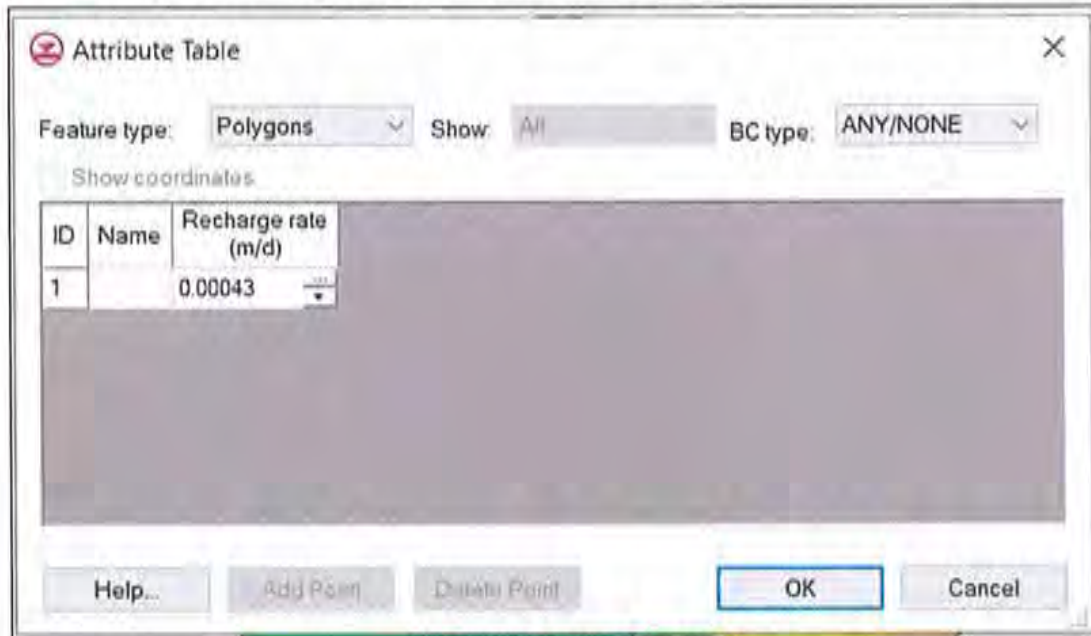 Attribute Table
Feature type: Polygons Show: All BC type: ANY/NONE
Show coordinates
ID Name Recharge rate (m/d)
1 0.00043
Help... Add Point Delete Point OK Cancel